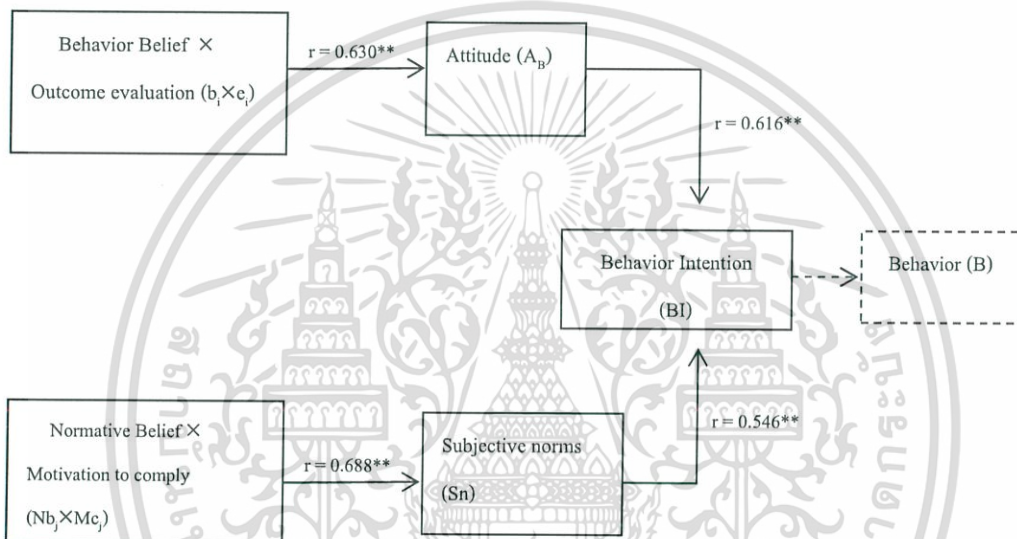 Behavior Belief ×
Outcome evaluation (bᵢ×eᵢ)
r = 0.630**
Attitude (A_B)
r = 0.616**
Behavior Intention
(BI)
Behavior (B)
Normative Belief ×
Motivation to comply
(Nbⱼ×Mcⱼ)
r = 0.688**
Subjective norms
(Sn)
r = 0.546**